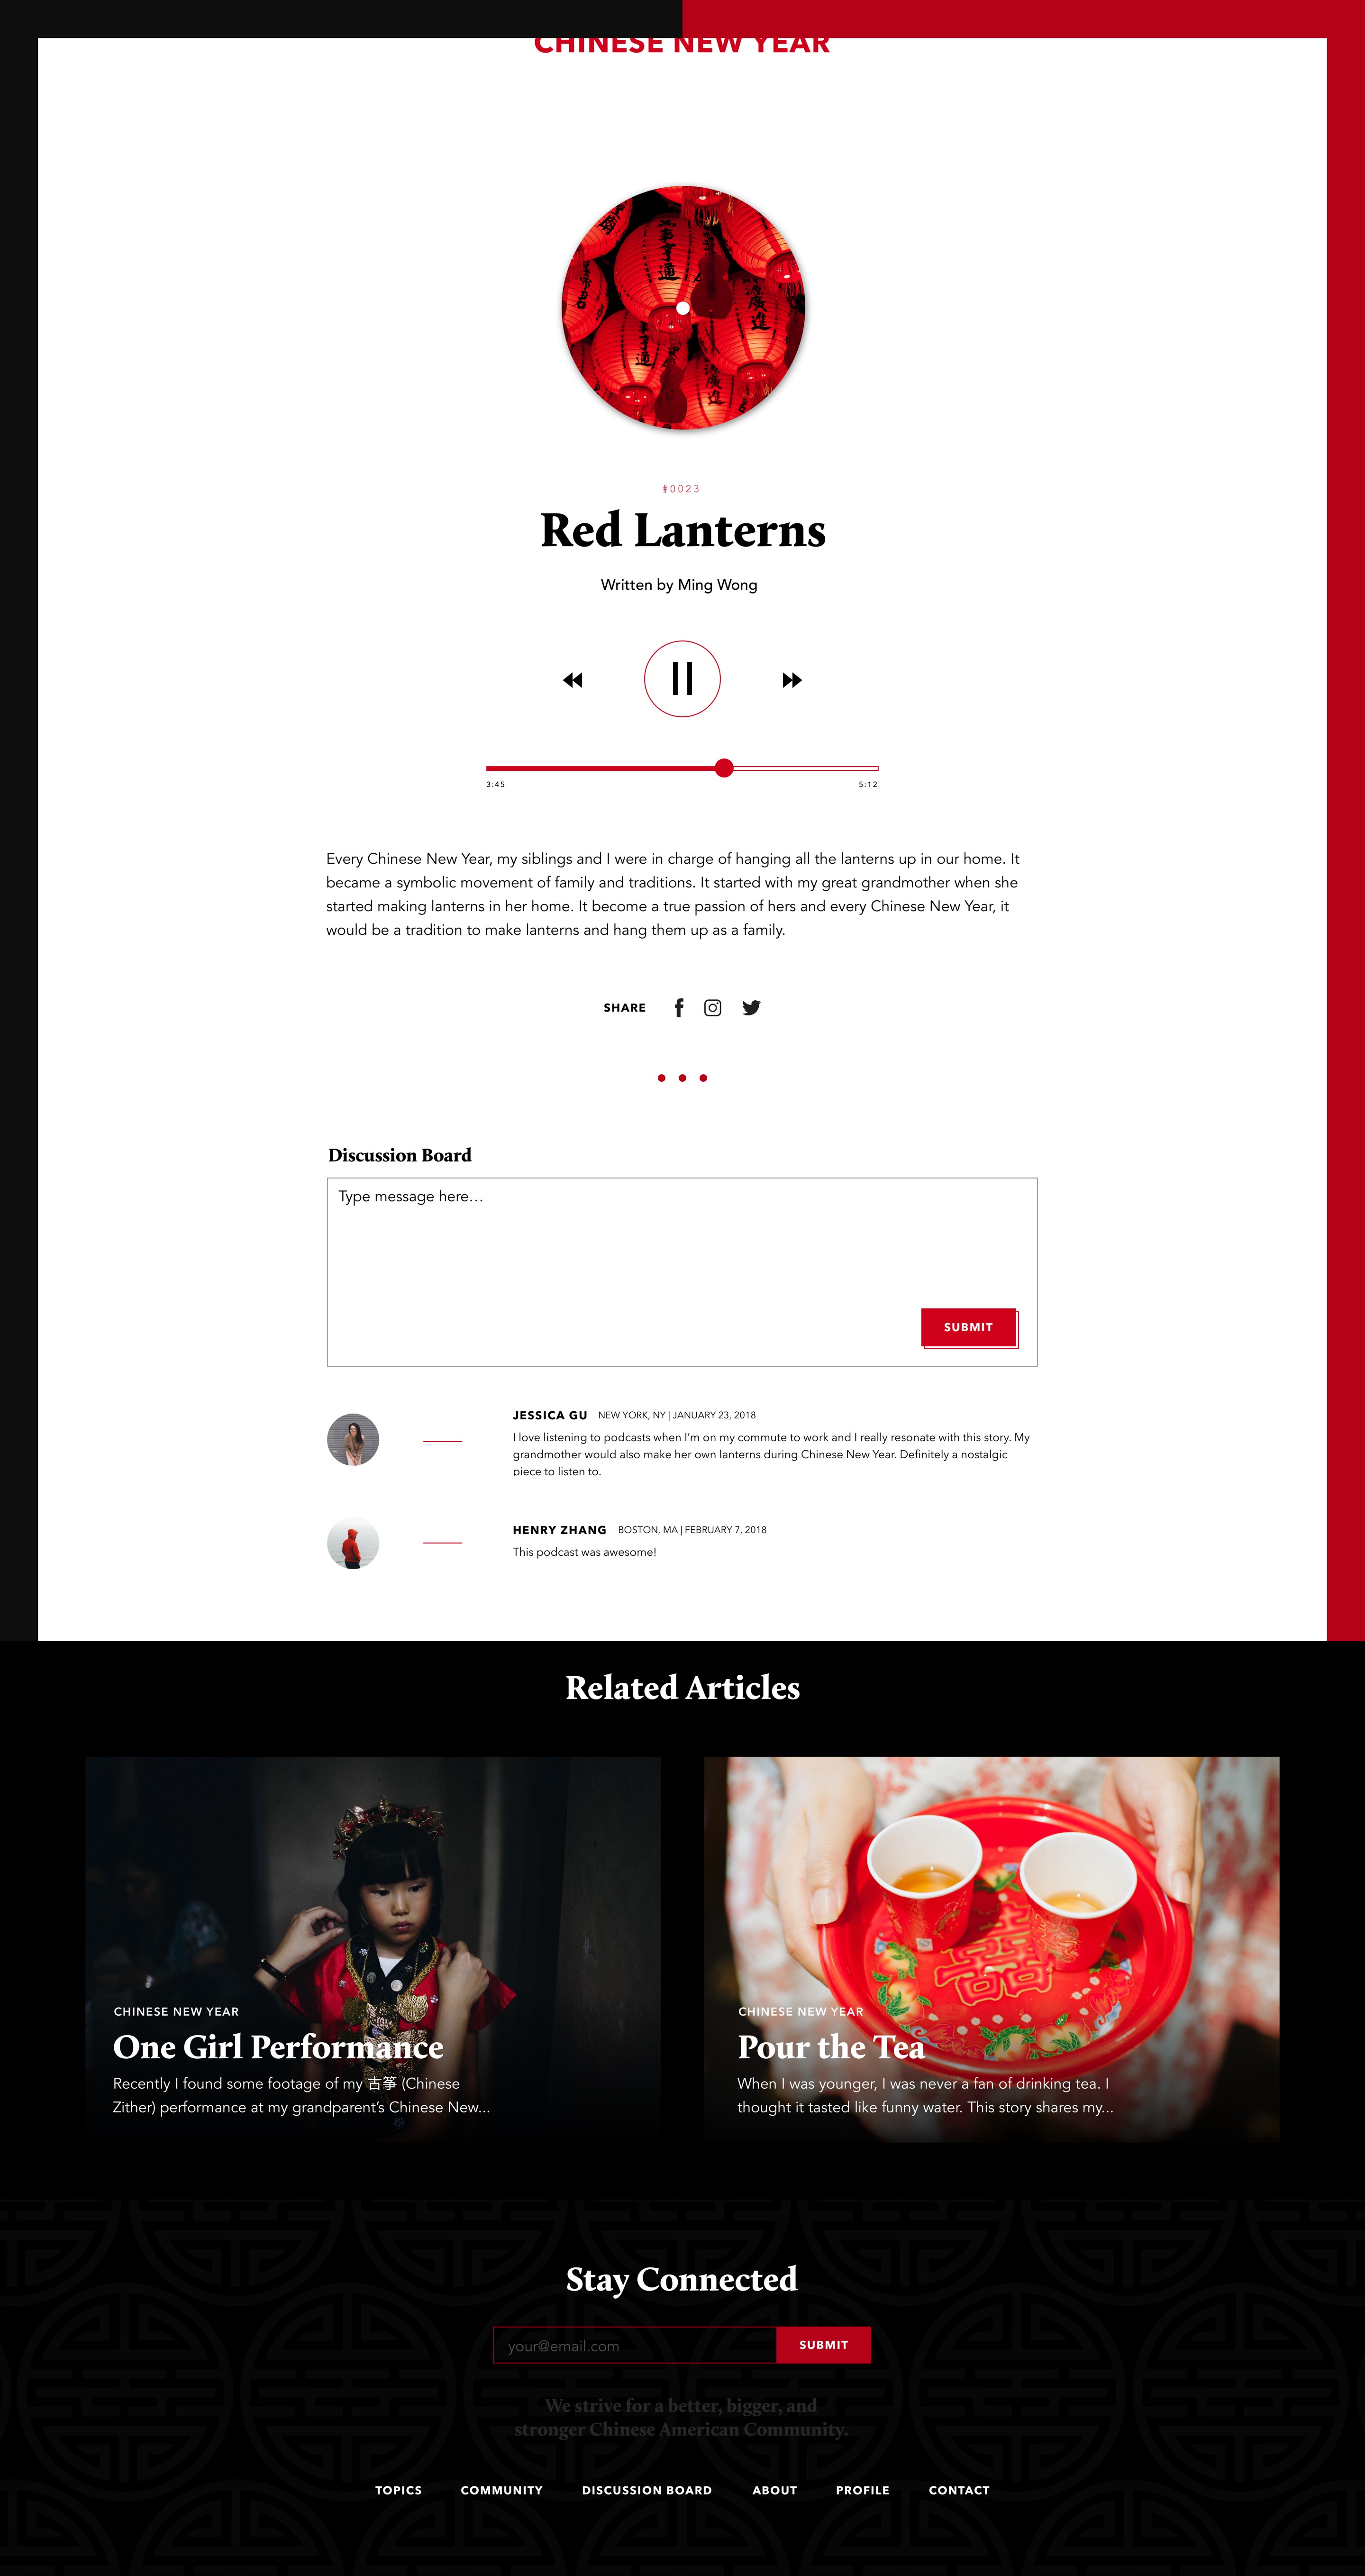 CHINESE NEW YEAR
事事亨通
源廣進
#0023
Red Lanterns
Written by Ming Wong
3:45
5:12
Every Chinese New Year, my siblings and I were in charge of hanging all the lanterns up in our home. It
became a symbolic movement of family and traditions. It started with my great grandmother when she
started making lanterns in her home. It become a true passion of hers and every Chinese New Year, it
would be a tradition to make lanterns and hang them up as a family.
SHARE
Discussion Board
Type message here…
SUBMIT
JESSICA GU NEW YORK, NY | JANUARY 23, 2018
I love listening to podcasts when I’m on my commute to work and I really resonate with this story. My
grandmother would also make her own lanterns during Chinese New Year. Definitely a nostalgic
piece to listen to.
HENRY ZHANG BOSTON, MA | FEBRUARY 7, 2018
This podcast was awesome!
Related Articles
CHINESE NEW YEAR
One Girl Performance
Recently I found some footage of my 古筝 (Chinese
Zither) performance at my grandparent’s Chinese New...
囍
CHINESE NEW YEAR
Pour the Tea
When I was younger, I was never a fan of drinking tea. I
thought it tasted like funny water. This story shares my...
Stay Connected
your@email.com
SUBMIT
We strive for a better, bigger, and
stronger Chinese American Community.
TOPICS COMMUNITY DISCUSSION BOARD ABOUT PROFILE CONTACT